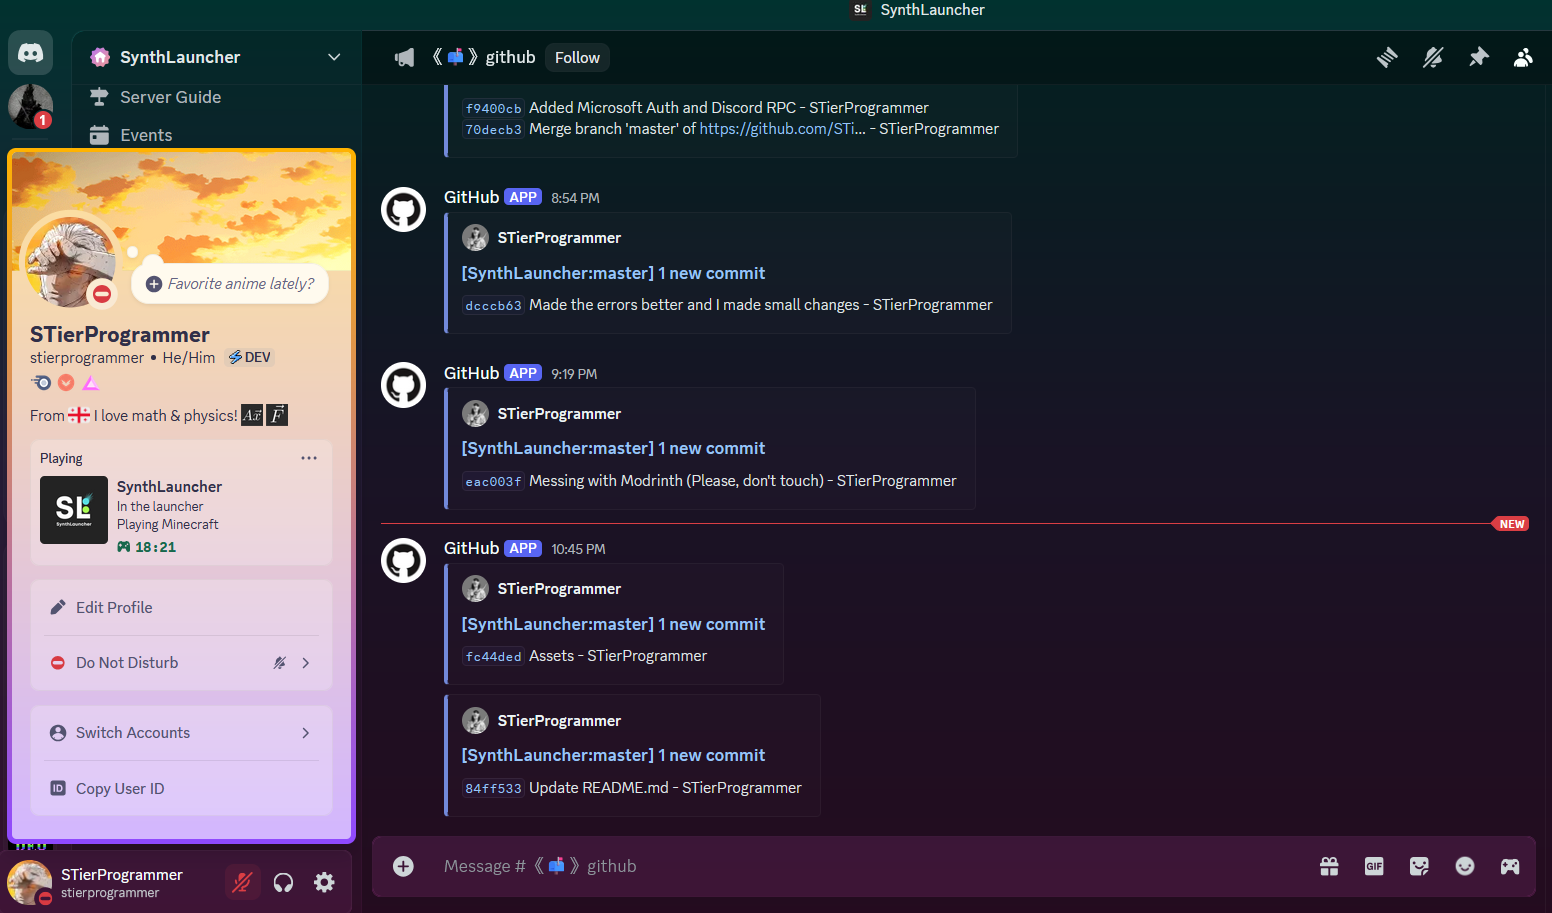 SynthLauncher
1
SynthLauncher
Server Guide
Events
Favorite anime lately?
STierProgrammer
stierprogrammer • He/Him DEV
From I love math & physics!
Playing
SynthLauncher
In the launcher
Playing Minecraft
18:21
Edit Profile
Do Not Disturb
Switch Accounts
ID Copy User ID
STierProgrammer
stierprogrammer
《📫》github Follow
f9400cb Added Microsoft Auth and Discord RPC - STierProgrammer
70decb3 Merge branch 'master' of https://github.com/STi... - STierProgrammer
GitHub APP 8:54 PM
STierProgrammer
[SynthLauncher:master] 1 new commit
dcccb63 Made the errors better and I made small changes - STierProgrammer
GitHub APP 9:19 PM
STierProgrammer
[SynthLauncher:master] 1 new commit
eac003f Messing with Modrinth (Please, don't touch) - STierProgrammer
NEW
GitHub APP 10:45 PM
STierProgrammer
[SynthLauncher:master] 1 new commit
fc44ded Assets - STierProgrammer
STierProgrammer
[SynthLauncher:master] 1 new commit
84ff533 Update README.md - STierProgrammer
Message #《📫》github
GIF